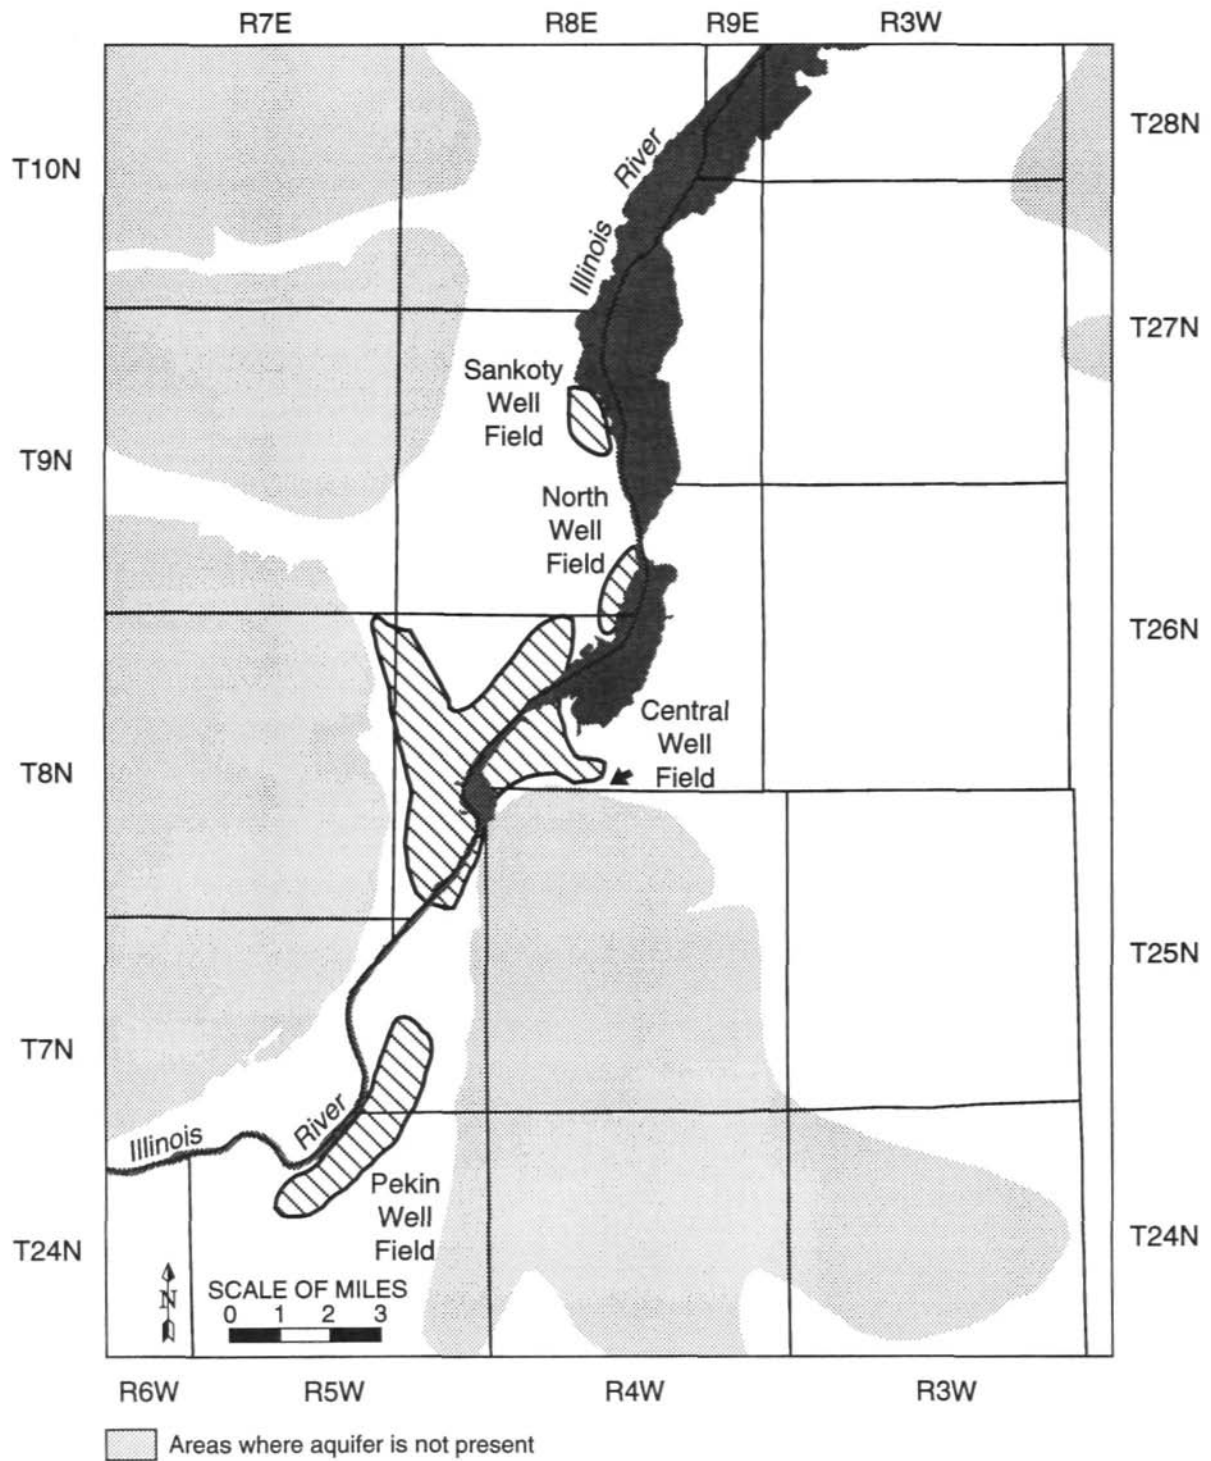 R7E R8E R9E R3W
T28N
T10N
Illinois River
T27N
Sankoty
Well
Field
T9N
North
Well
Field
T26N
Central
Well
Field
T8N
T25N
T7N
Illinois River
Pekin
Well
Field
T24N
T24N
N
SCALE OF MILES
0 1 2 3
R6W R5W R4W R3W
Areas where aquifer is not present